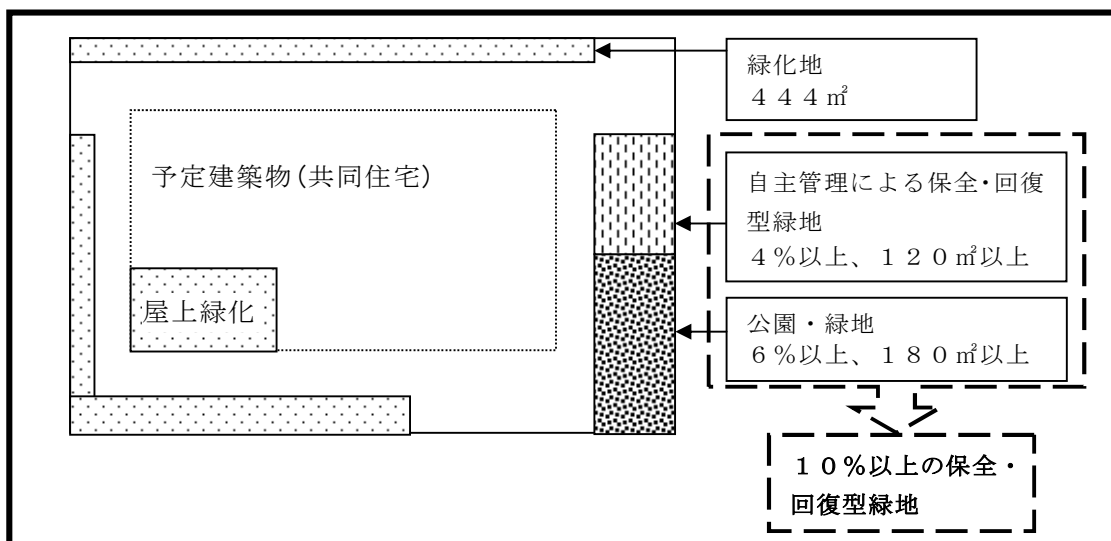 緑化地
４４４㎡
予定建築物(共同住宅)
自主管理による保全・回復
型緑地
４％以上、１２０㎡以上
屋上緑化
公園・緑地
６％以上、１８０㎡以上
１０％以上の保全・
回復型緑地